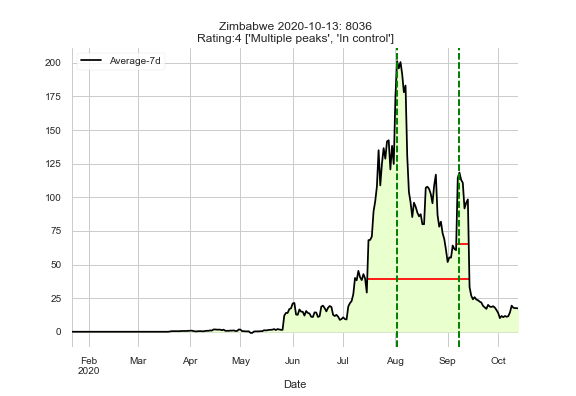 Zimbabwe 2020-10-13: 8036
Rating:4 ['Multiple peaks', 'In control']
Average-7d
200
175
150
125
100
75
50
25
0
Feb Mar Apr May Jun Jul Aug Sep Oct
2020
Date